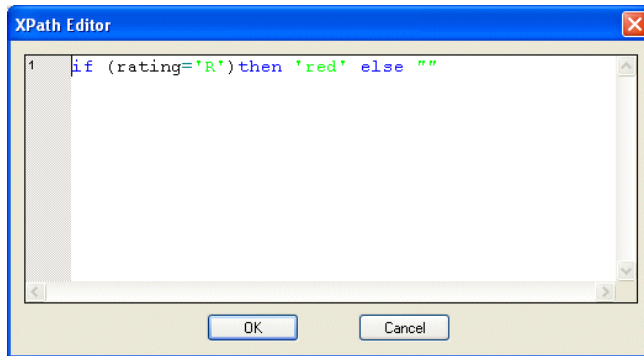 XPath Editor
1 if (rating='R')then 'red' else ""
OK Cancel